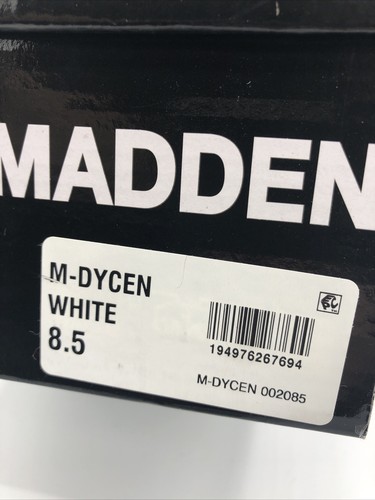 MADDEN
M-DYCEN
WHITE
8.5
194976267694
M-DYCEN 002085